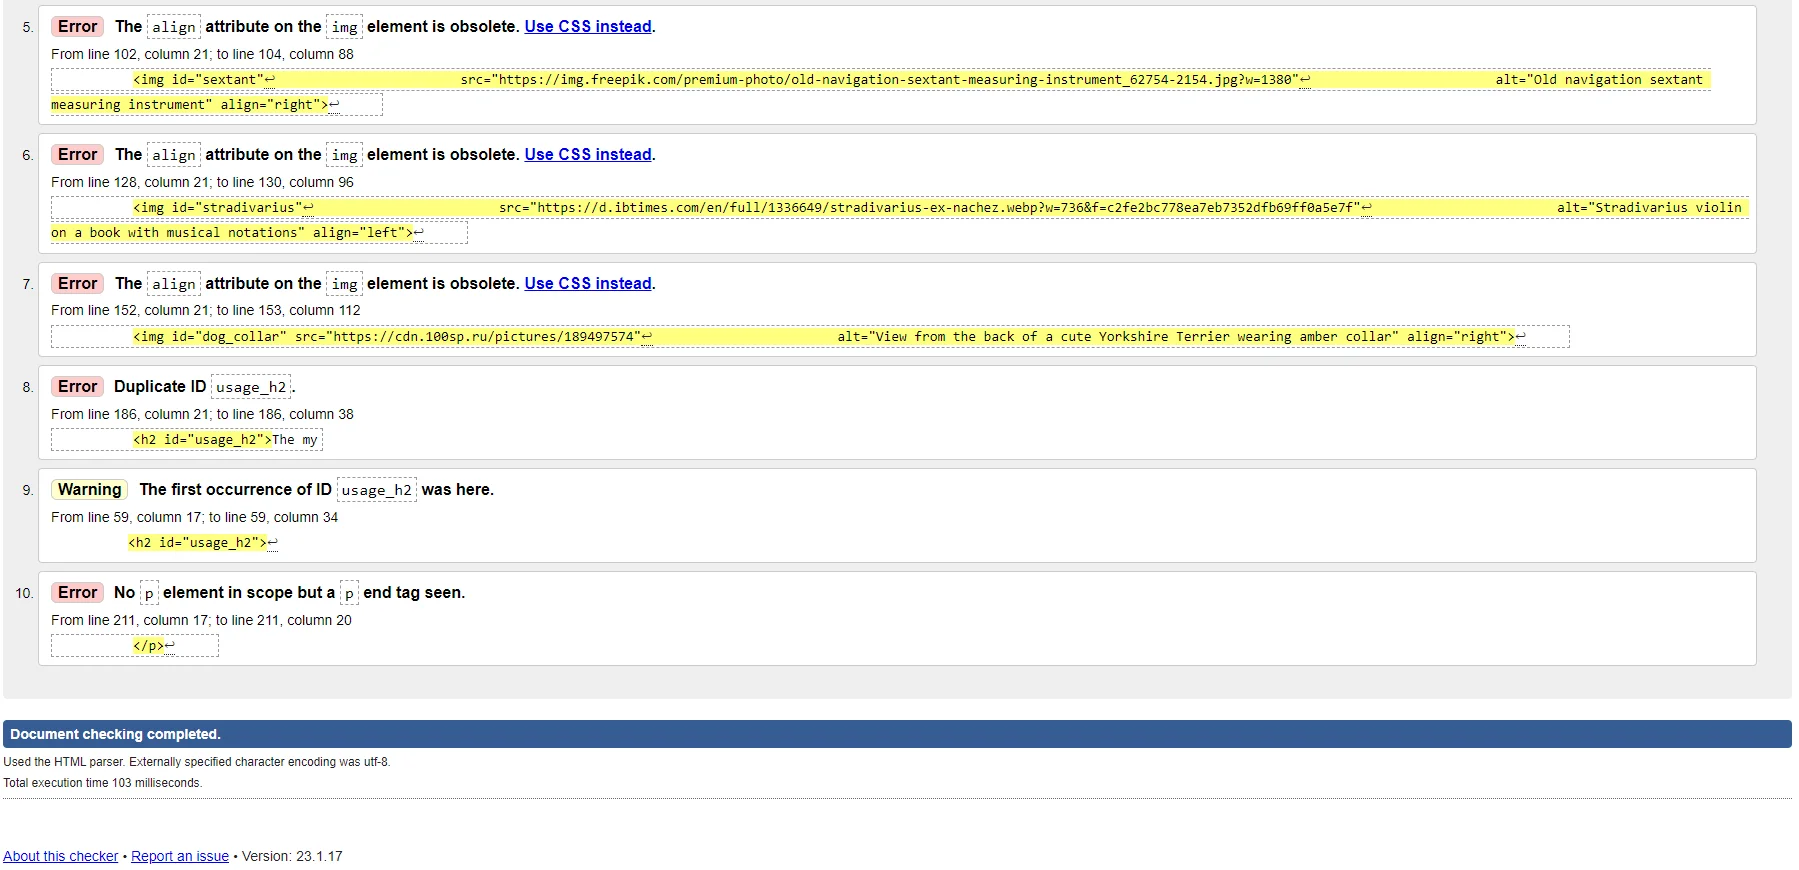 5. Error The align attribute on the img element is obsolete. Use CSS instead.
From line 102, column 21; to line 104, column 88
<img id="sextant"↩ src="https://img.freepik.com/premium-photo/old-navigation-sextant-measuring-instrument_62754-2154.jpg?w=1380"↩ alt="Old navigation sextant
measuring instrument" align="right">↩
6. Error The align attribute on the img element is obsolete. Use CSS instead.
From line 128, column 21; to line 130, column 96
<img id="stradivarius"↩ src="https://d.ibtimes.com/en/full/1336649/stradivarius-ex-nachez.webp?w=736&f=c2fe2bc778ea7eb7352dfb69ff0a5e7f"↩ alt="Stradivarius violin
on a book with musical notations" align="left">↩
7. Error The align attribute on the img element is obsolete. Use CSS instead.
From line 152, column 21; to line 153, column 112
<img id="dog_collar" src="https://cdn.100sp.ru/pictures/189497574"↩ alt="View from the back of a cute Yorkshire Terrier wearing amber collar" align="right">↩
8. Error Duplicate ID usage_h2.
From line 186, column 21; to line 186, column 38
<h2 id="usage_h2">The my
9. Warning The first occurrence of ID usage_h2 was here.
From line 59, column 17; to line 59, column 34
<h2 id="usage_h2">↩
10. Error No p element in scope but a p end tag seen.
From line 211, column 17; to line 211, column 20
</p>↩
Document checking completed.
Used the HTML parser. Externally specified character encoding was utf-8.
Total execution time 103 milliseconds.
About this checker • Report an issue • Version: 23.1.17